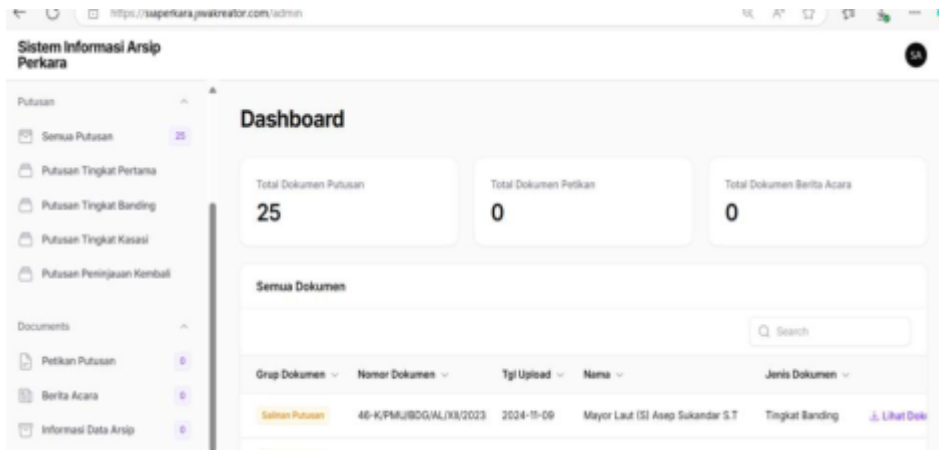 https://siaperkara.jiwakreator.com/admin
Sistem Informasi Arsip
Perkara
SA
Putusan
Semua Putusan 25
Putusan Tingkat Pertama
Putusan Tingkat Banding
Putusan Tingkat Kasasi
Putusan Peninjauan Kembali
Documents
Petikan Putusan 0
Berita Acara 0
Informasi Data Arsip 0
Dashboard
Total Dokumen Putusan
25
Total Dokumen Petikan
0
Total Dokumen Berita Acara
0
Semua Dokumen
Search
Grup Dokumen Nomor Dokumen Tgl Upload Nama Jenis Dokumen
Salinan Putusan 46-K/PMU/BDG/AL/XII/2023 2024-11-09 Mayor Laut (S) Asep Sukandar S.T Tingkat Banding Lihat Dok